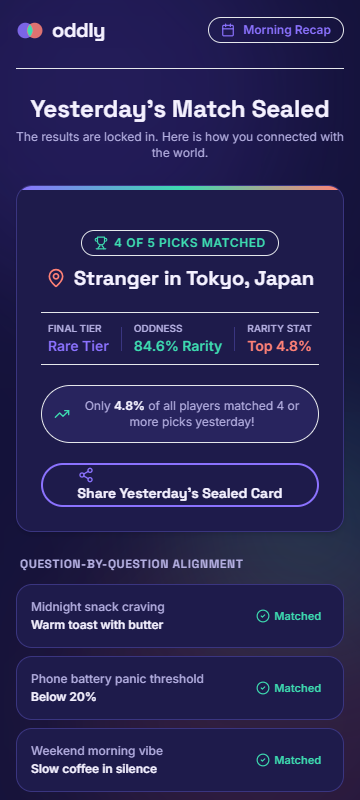 oddly
Morning Recap
Yesterday's Match Sealed
The results are locked in. Here is how you connected with
the world.
4 OF 5 PICKS MATCHED
Stranger in Tokyo, Japan
FINAL TIER
Rare Tier
ODDNESS
84.6% Rarity
RARITY STAT
Top 4.8%
Only 4.8% of all players matched 4 or
more picks yesterday!
Share Yesterday's Sealed Card
QUESTION-BY-QUESTION ALIGNMENT
Midnight snack craving
Warm toast with butter
Matched
Phone battery panic threshold
Below 20%
Matched
Weekend morning vibe
Slow coffee in silence
Matched